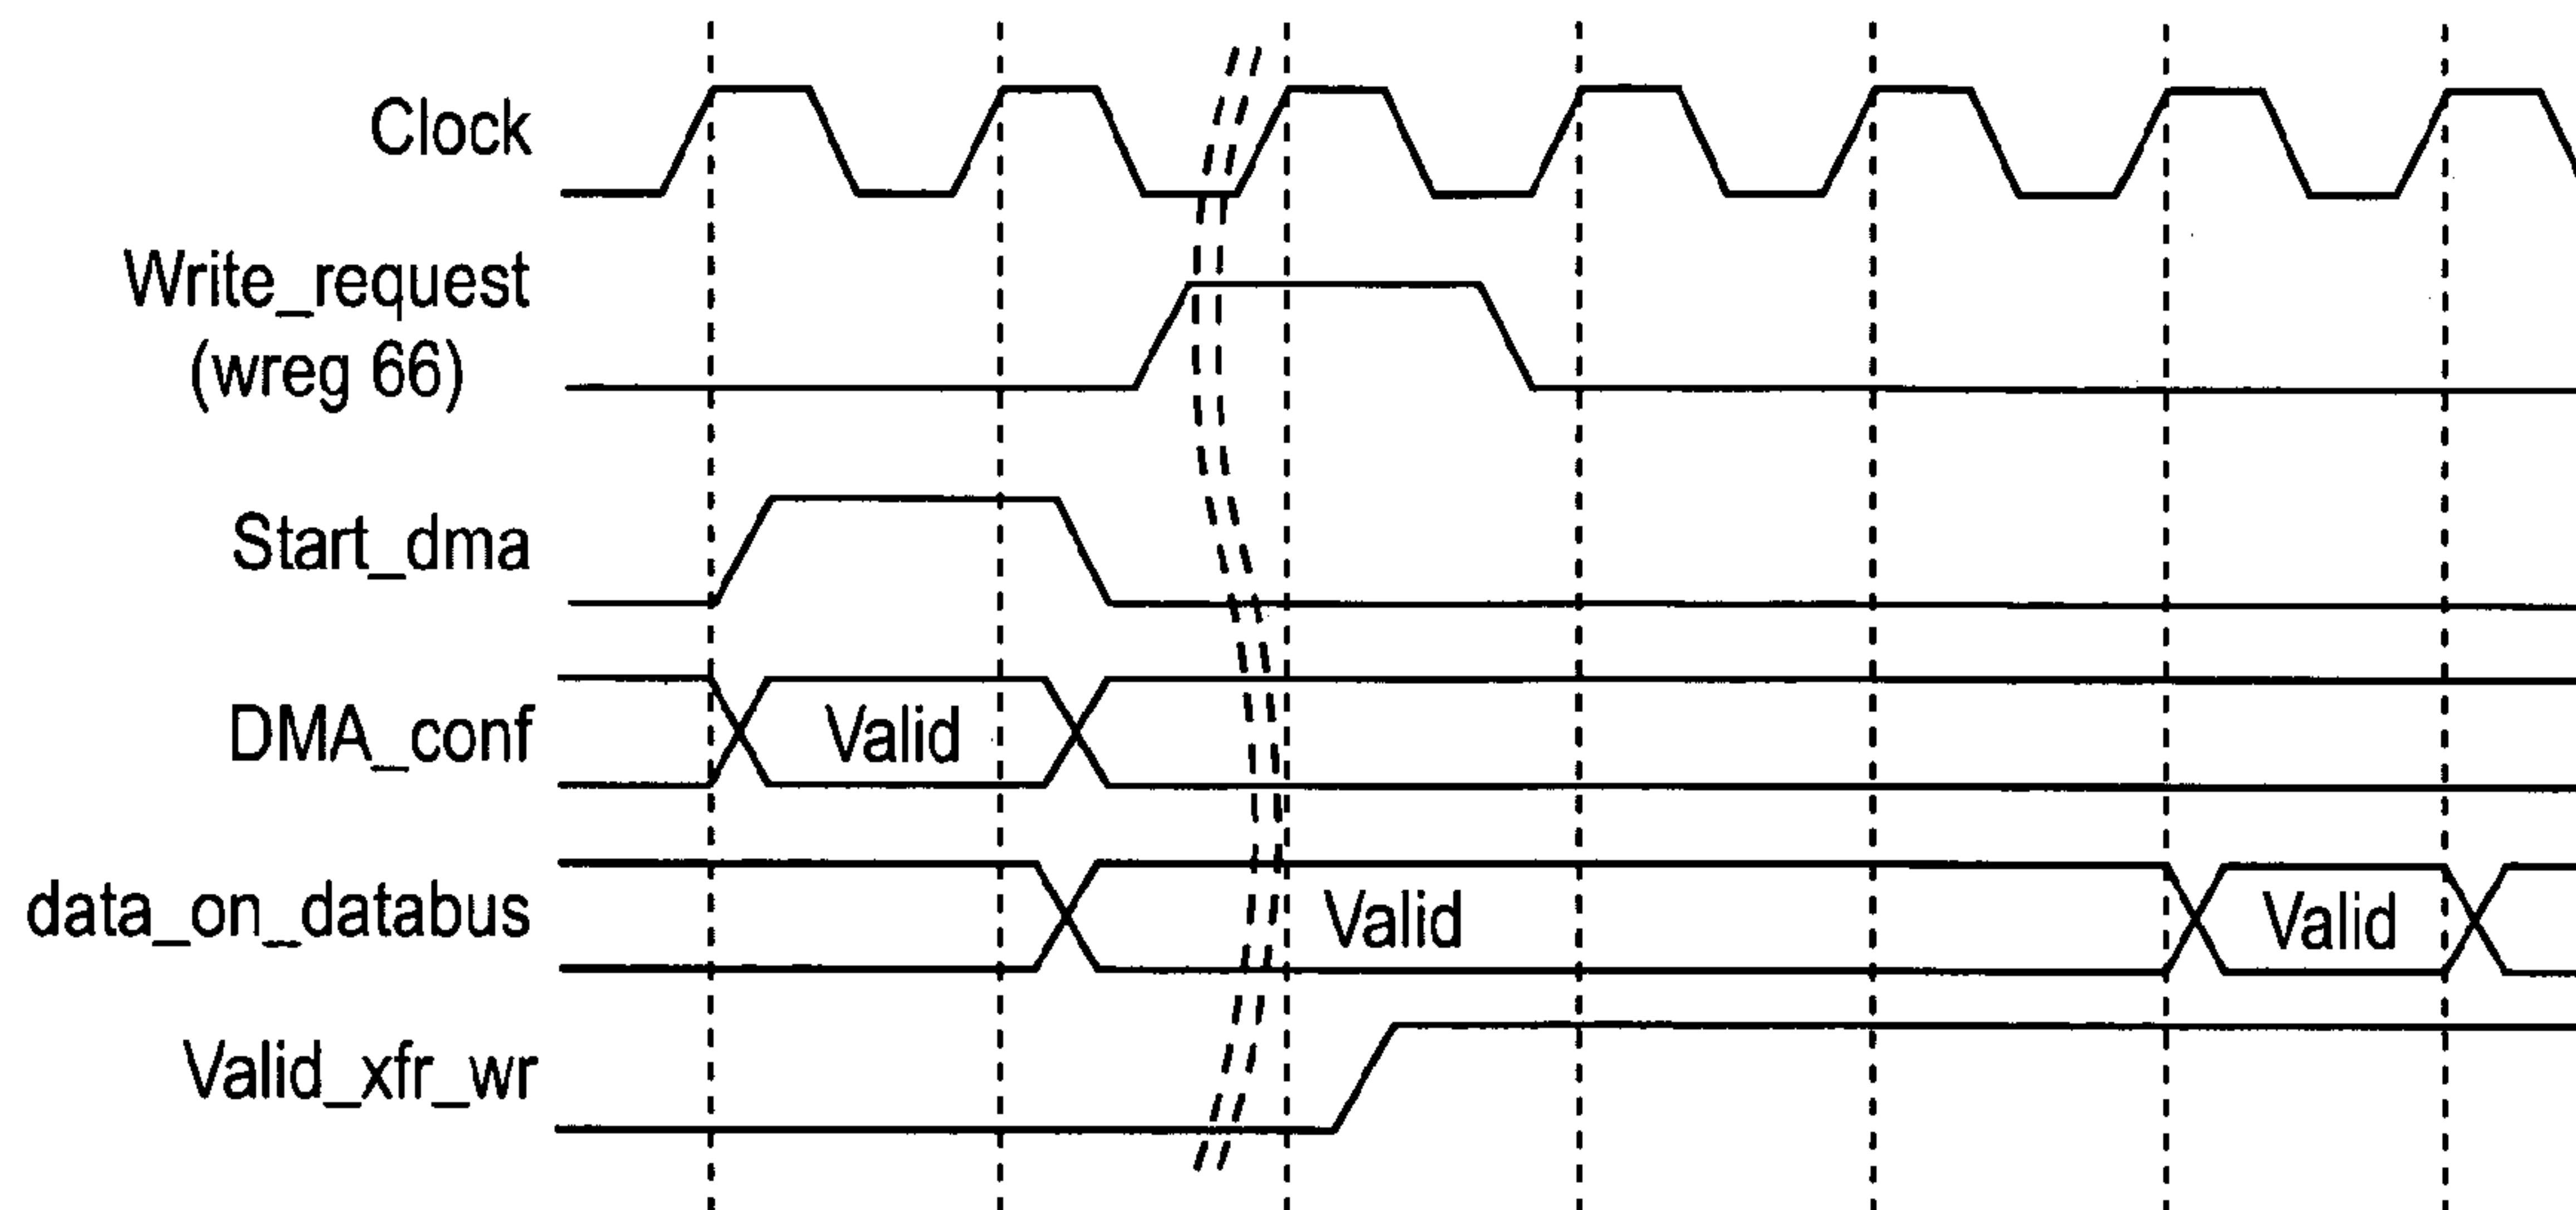 Clock
Write_request
(wreg 66)
Start_dma
DMA_conf
Valid
data_on_databus
Valid
Valid
Valid_xfr_wr